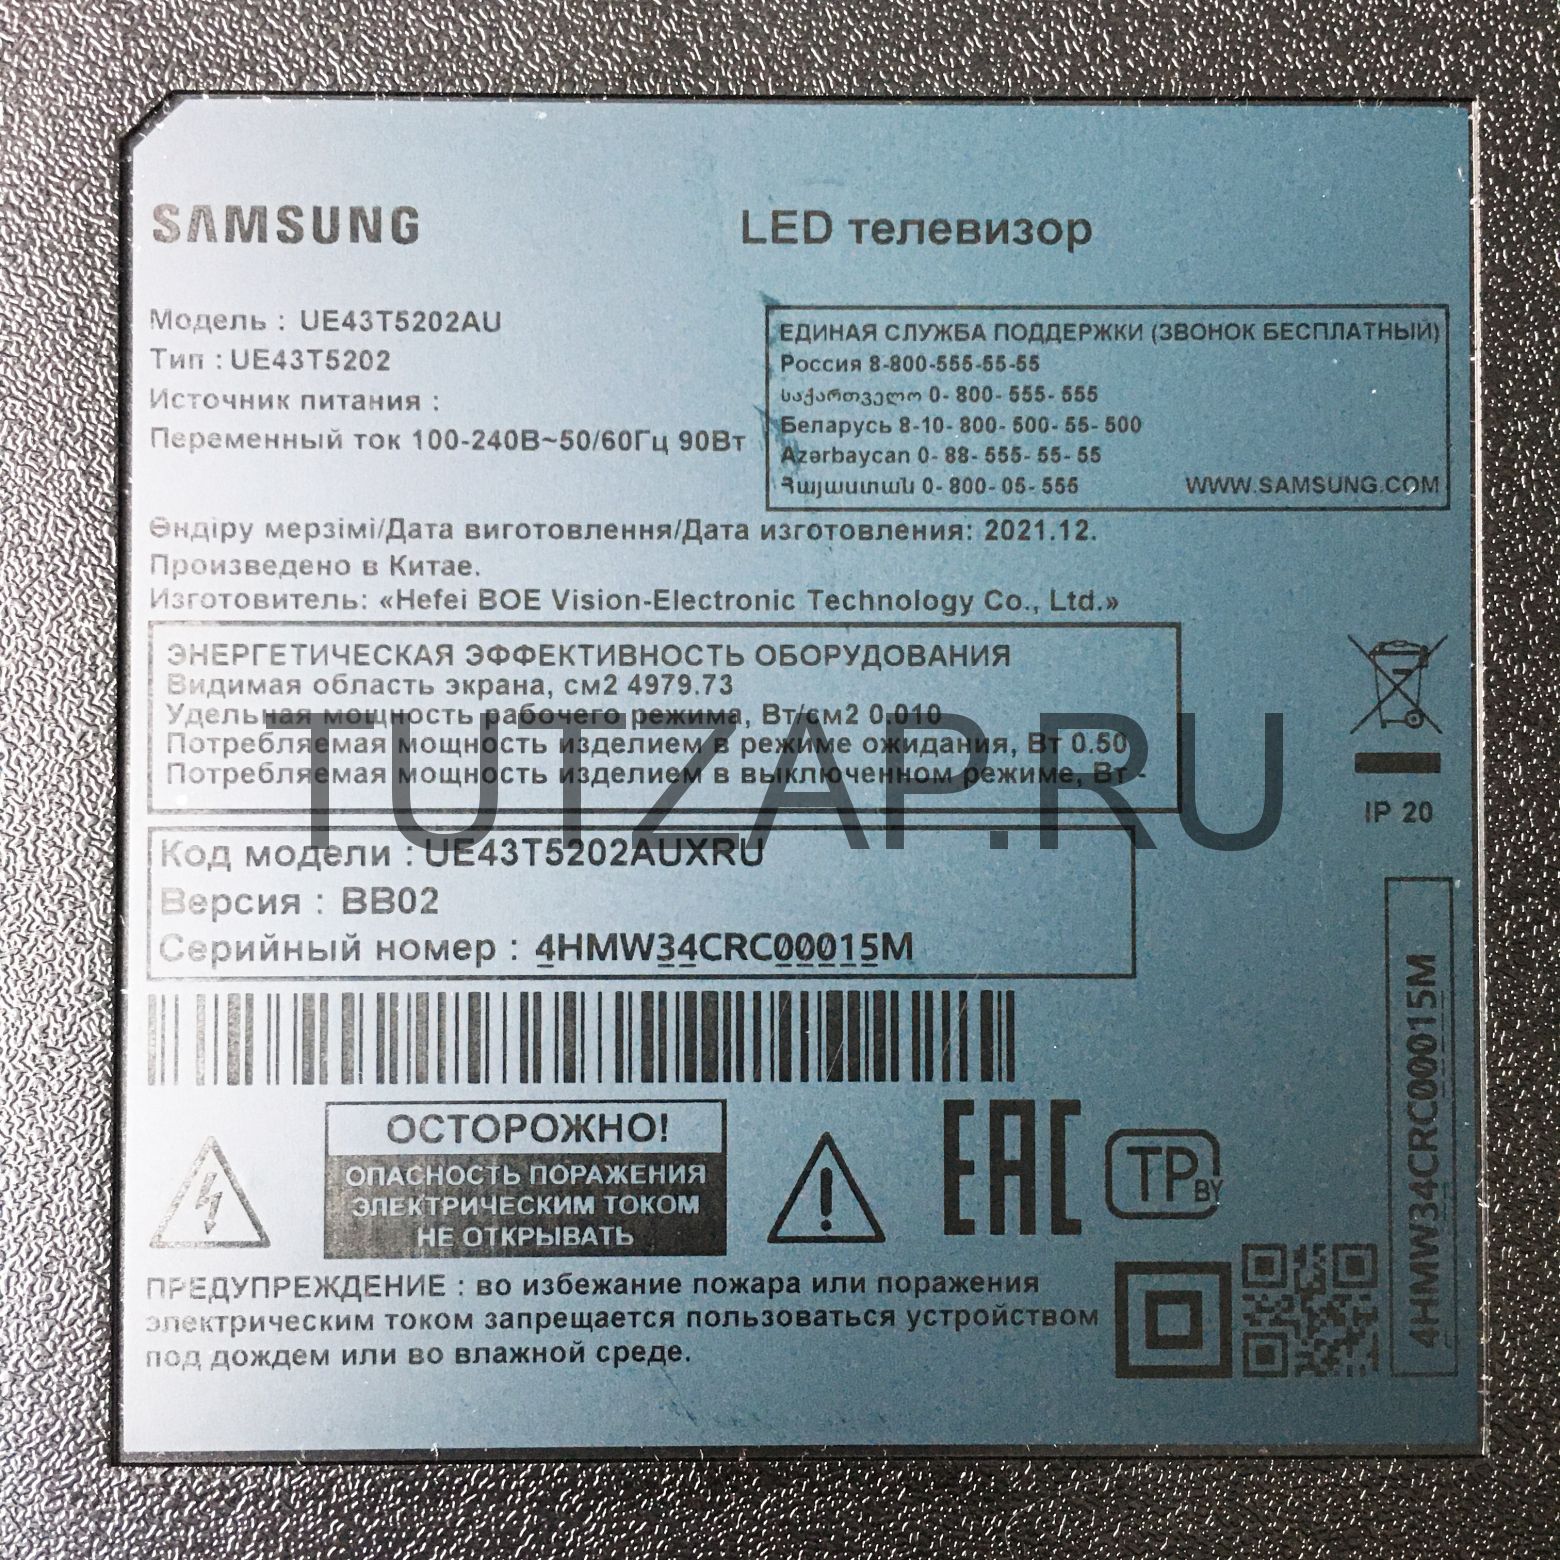 SAMSUNG
LED телевизор
Модель : UE43T5202AU
Тип : UE43T5202
Источник питания :
Переменный ток 100-240В~50/60Гц 90Вт
ЕДИНАЯ СЛУЖБА ПОДДЕРЖКИ (ЗВОНОК БЕСПЛАТНЫЙ)
Россия 8-800-555-55-55
საქართველო 0- 800- 555- 555
Беларусь 8-10- 800- 500- 55- 500
Azərbaycan 0- 88- 555- 55- 55
Հայաստան 0- 800- 05- 555
WWW.SAMSUNG.COM
Өндіру мерзімі/Дата виготовлення/Дата изготовления: 2021.12.
Произведено в Китае.
Изготовитель: «Hefei BOE Vision-Electronic Technology Co., Ltd.»
ЭНЕРГЕТИЧЕСКАЯ ЭФФЕКТИВНОСТЬ ОБОРУДОВАНИЯ
Видимая область экрана, см2 4979.73
Удельная мощность рабочего режима, Вт/см2 0.010
Потребляемая мощность изделием в режиме ожидания, Вт 0.50
Потребляемая мощность изделием в выключенном режиме, Вт -
TUTZAP.RU
IP 20
Код модели : UE43T5202AUXRU
Версия : BB02
Серийный номер : 4HMW34CRC00015M
4HMW34CRC00015M
ОСТОРОЖНО!
ОПАСНОСТЬ ПОРАЖЕНИЯ
ЭЛЕКТРИЧЕСКИМ ТОКОМ
НЕ ОТКРЫВАТЬ
EAC
TP BY
ПРЕДУПРЕЖДЕНИЕ : во избежание пожара или поражения
электрическим током запрещается пользоваться устройством
под дождем или во влажной среде.